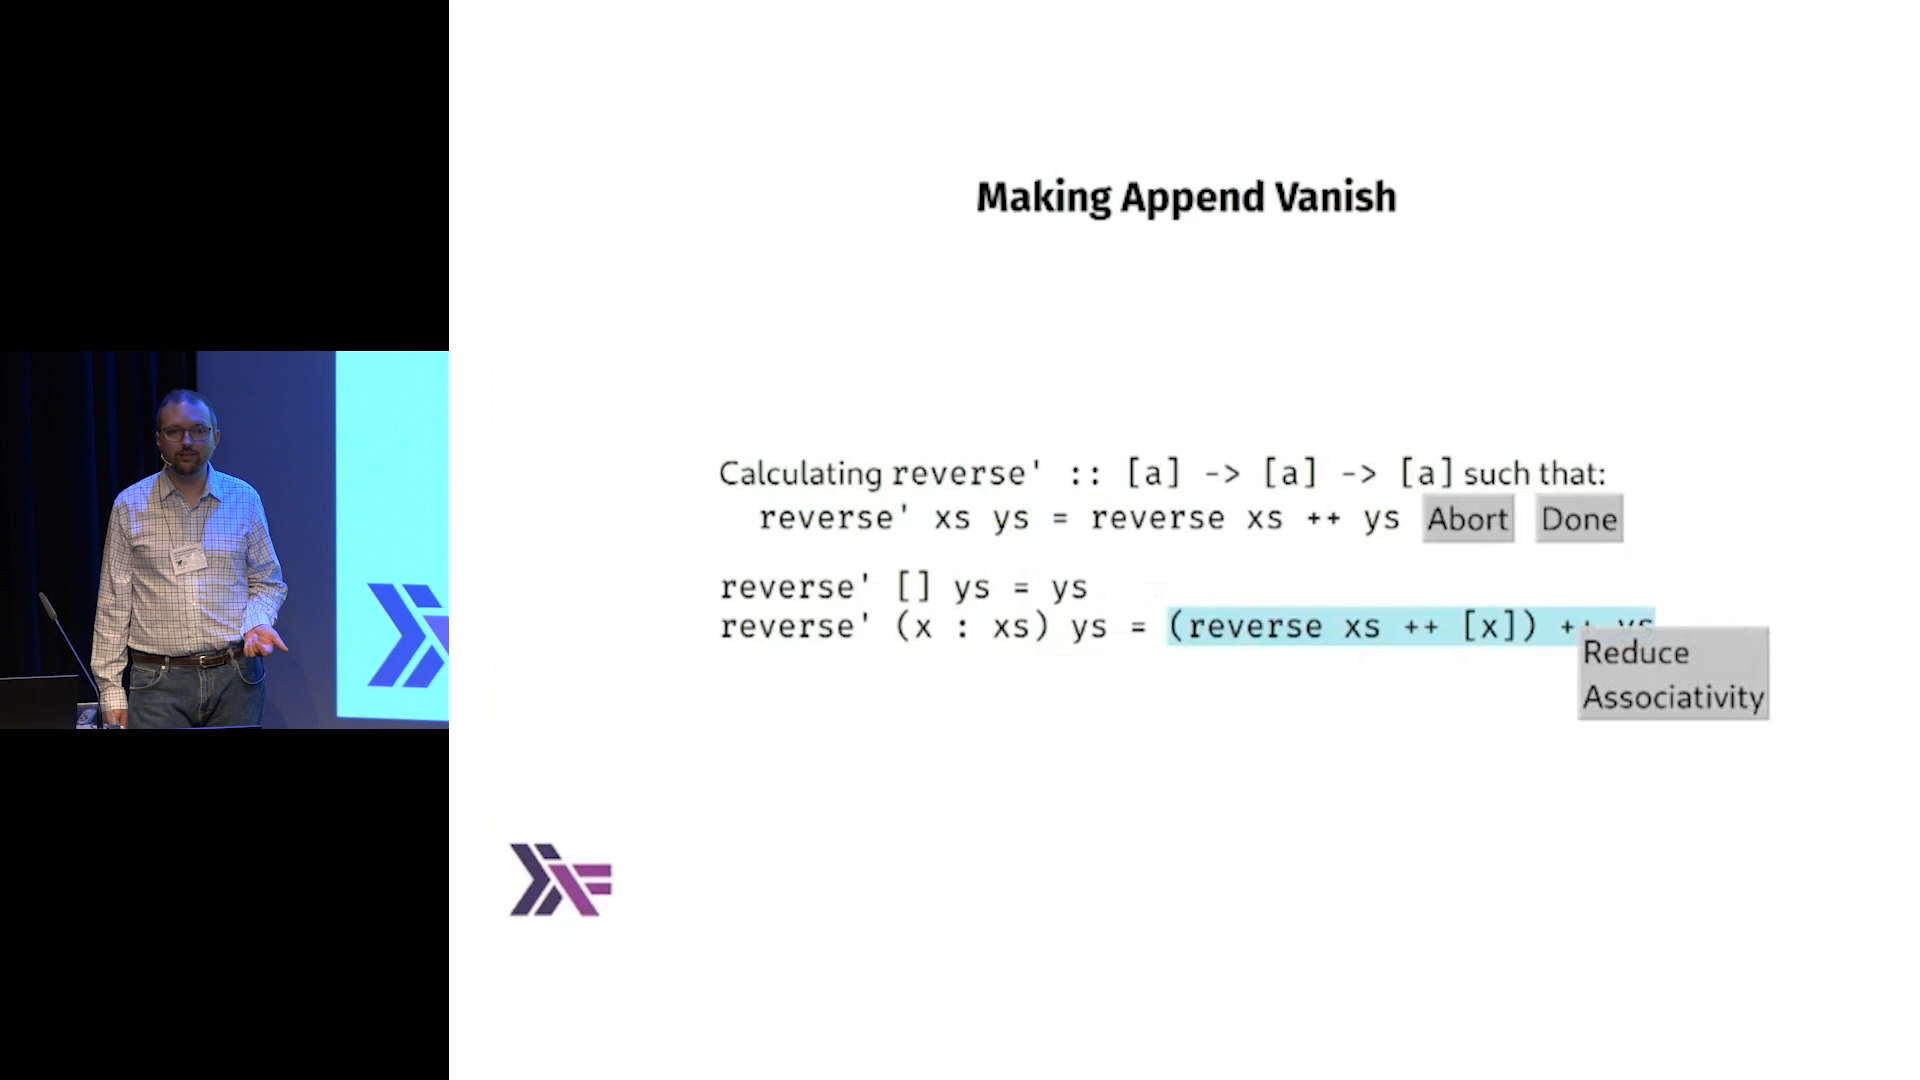 Making Append Vanish
Calculating reverse' :: [a] -> [a] -> [a] such that:
reverse' xs ys = reverse xs ++ ys Abort Done
reverse' [] ys = ys
reverse' (x : xs) ys = (reverse xs ++ [x]) ++ ys
Reduce
Associativity